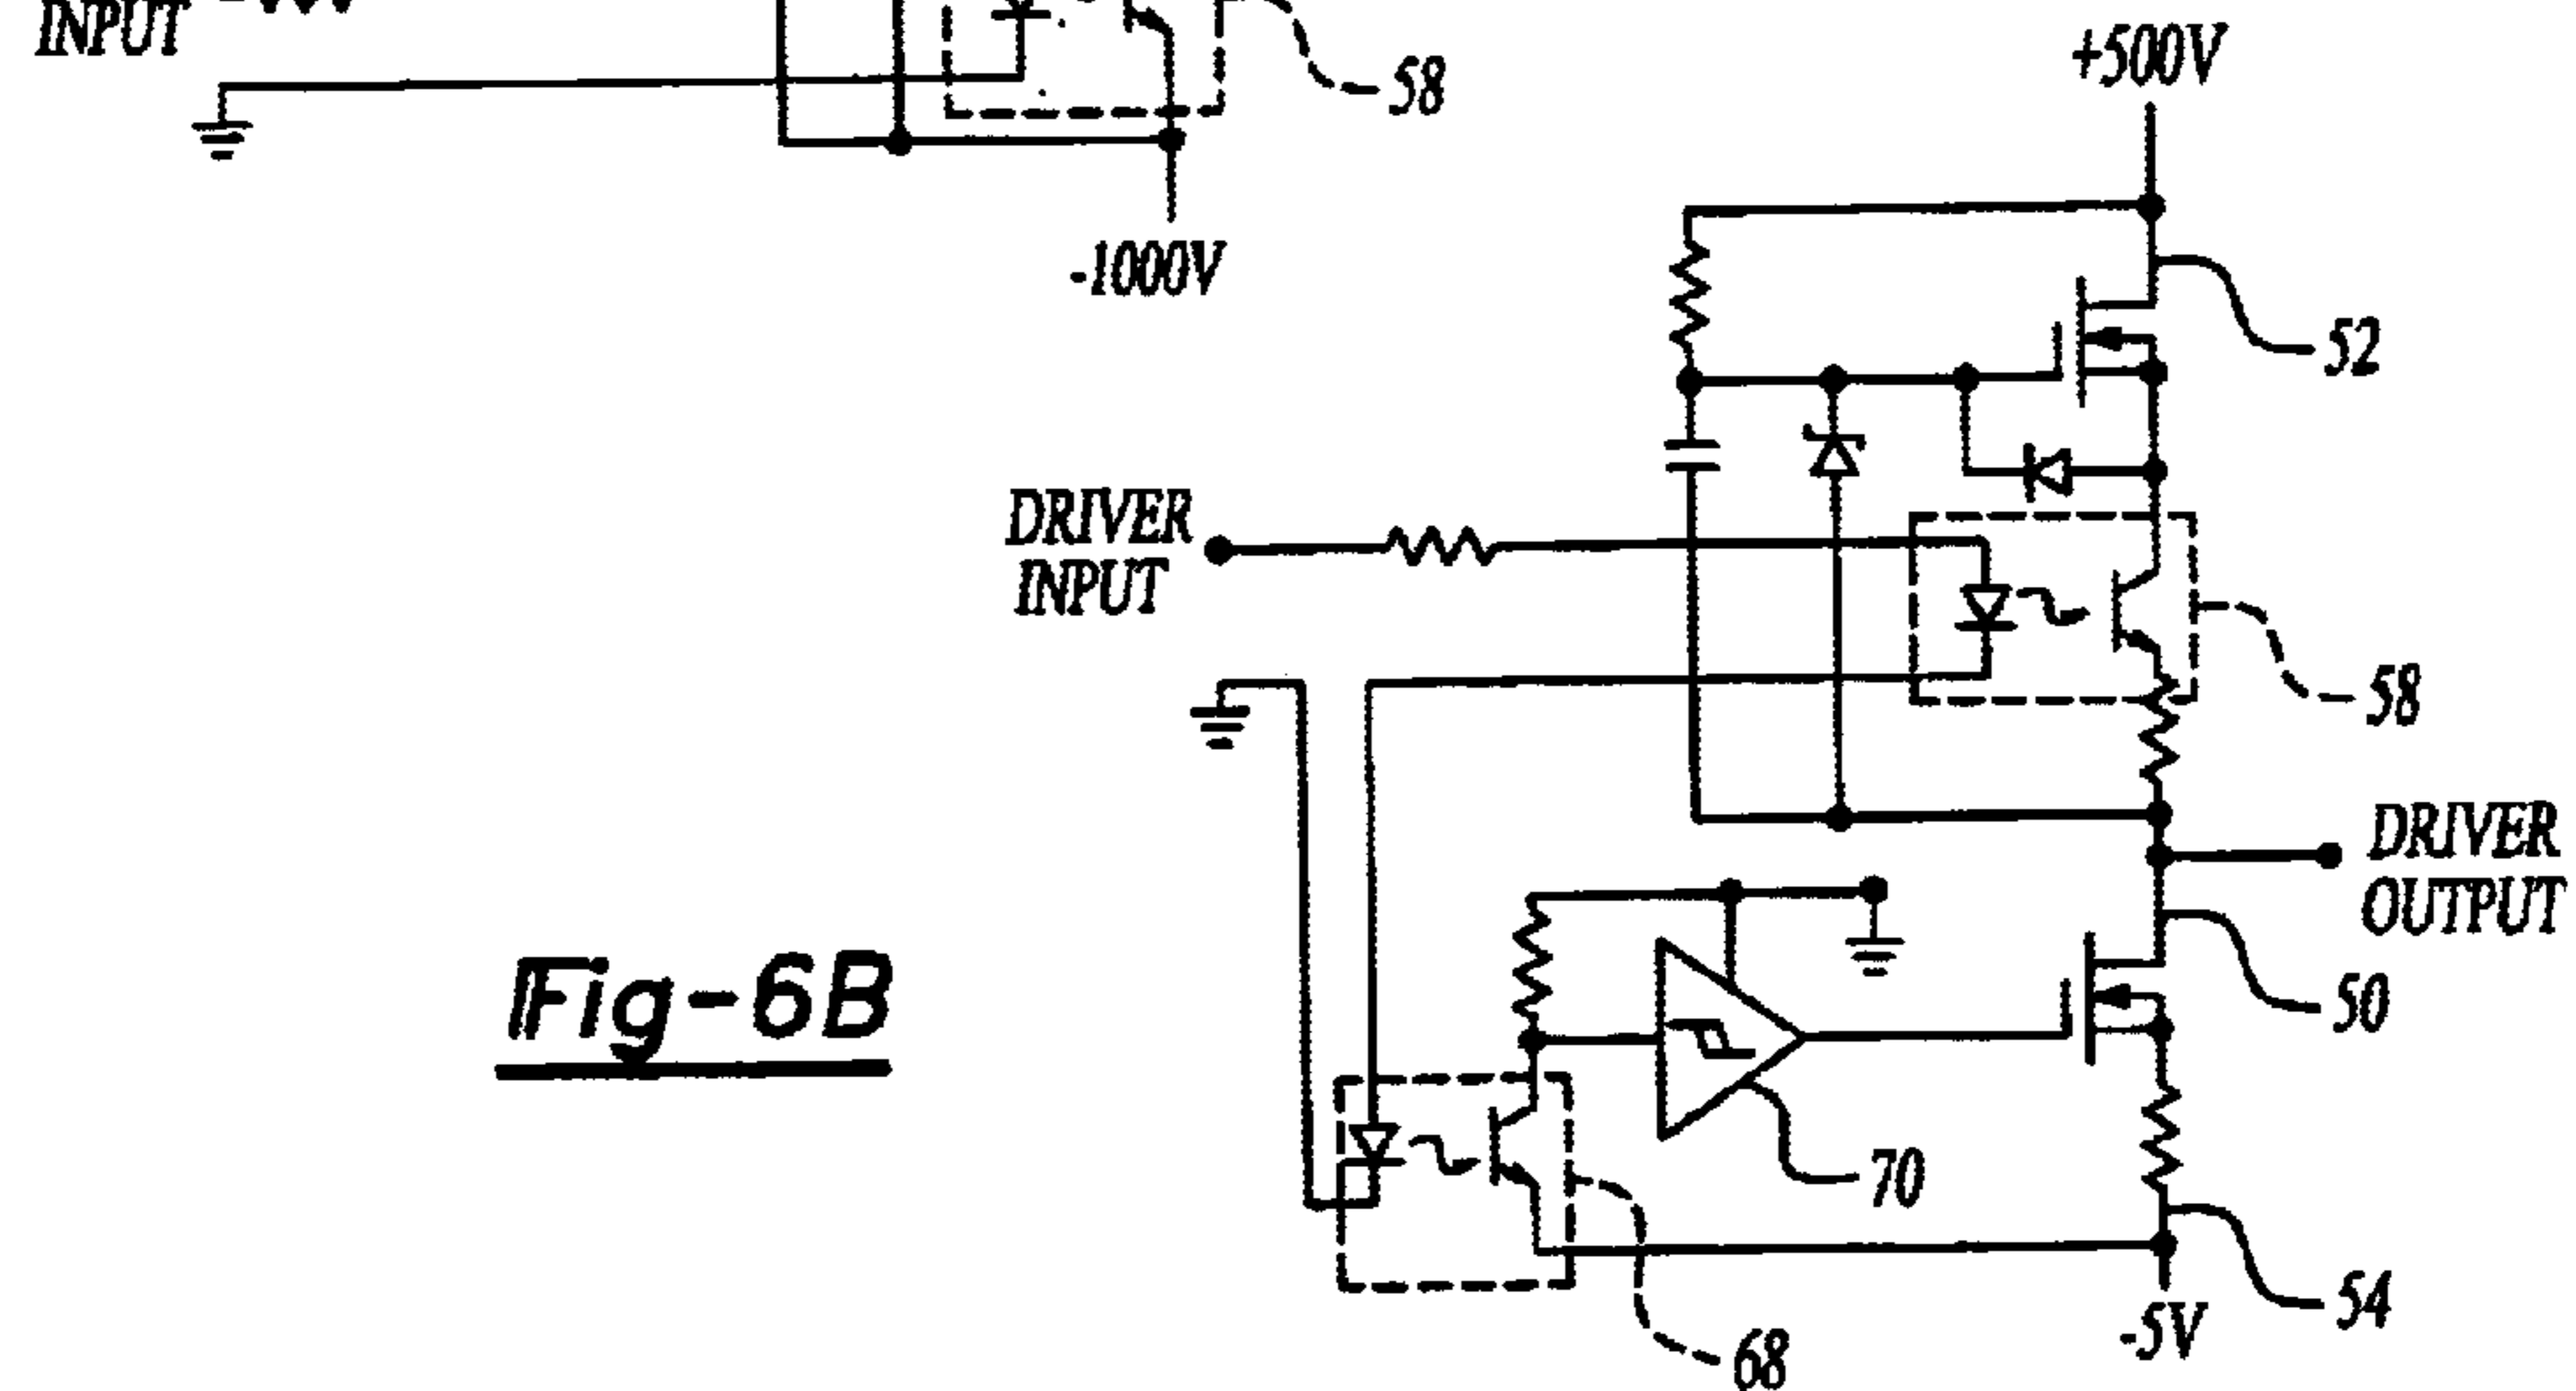 INPUT
58
-1000V
+500V
52
DRIVER
INPUT
58
DRIVER
OUTPUT
50
70
54
-5V
68
Fig-6B